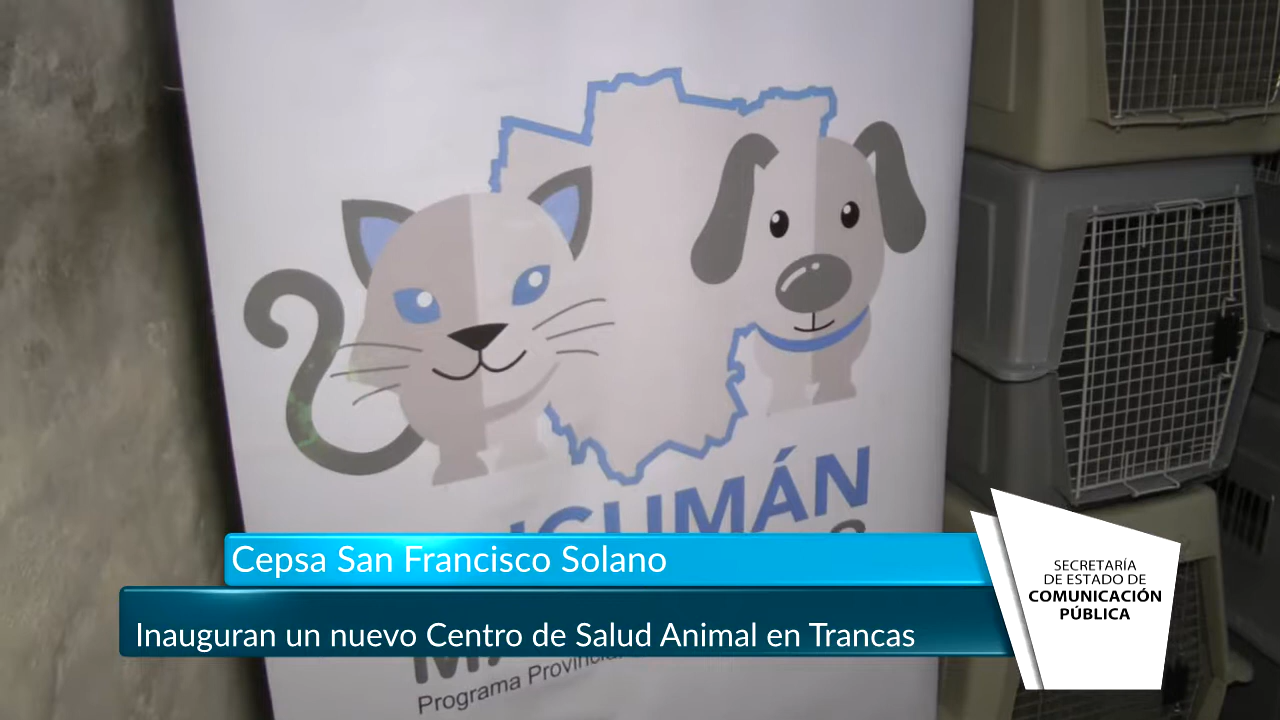 Cepsa San Francisco Solano
Inauguran un nuevo Centro de Salud Animal en Trancas
SECRETARÍA
DE ESTADO DE
COMUNICACIÓN
PÚBLICA
Programa